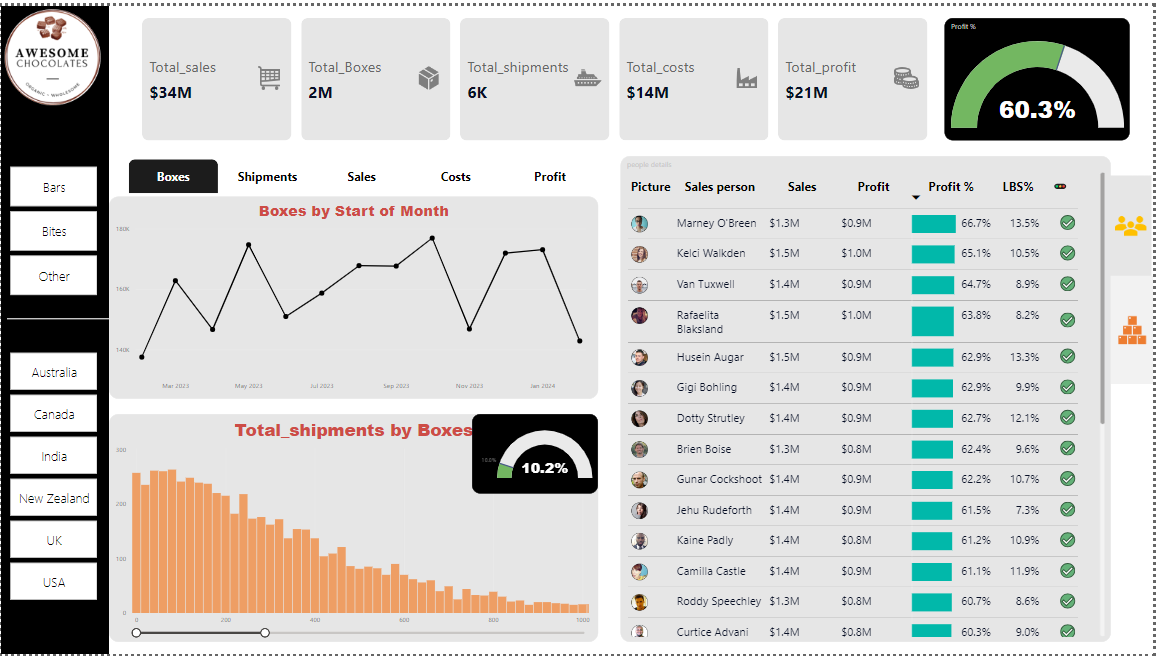 AWESOME
CHOCOLATES
ORGANIC • WHOLESOME
Bars
Bites
Other
Australia
Canada
India
New Zealand
UK
USA
Total_sales
$34M
Total_Boxes
2M
Total_shipments
6K
Total_costs
$14M
Total_profit
$21M
Profit %
60.3%
Boxes Shipments Sales Costs Profit
Boxes by Start of Month
180K
160K
140K
Mar 2023 May 2023 Jul 2023 Sep 2023 Nov 2023 Jan 2024
Total_shipments by Boxes
300
200
100
0
0 200 400 600 800 1000
10.0%
10.2%
people details
Picture Sales person Sales Profit Profit % LBS%
Marney O'Breen $1.3M $0.9M 66.7% 13.5%
Kelci Walkden $1.5M $1.0M 65.1% 10.5%
Van Tuxwell $1.4M $0.9M 64.7% 8.9%
Rafaelita $1.5M $1.0M 63.8% 8.2%
Blaksland
Husein Augar $1.5M $0.9M 62.9% 13.3%
Gigi Bohling $1.4M $0.9M 62.9% 9.9%
Dotty Strutley $1.4M $0.9M 62.7% 12.1%
Brien Boise $1.3M $0.8M 62.4% 9.6%
Gunar Cockshoot $1.4M $0.9M 62.2% 10.7%
Jehu Rudeforth $1.4M $0.9M 61.5% 7.3%
Kaine Padly $1.4M $0.8M 61.2% 10.9%
Camilla Castle $1.4M $0.9M 61.1% 11.9%
Roddy Speechley $1.3M $0.8M 60.7% 8.6%
Curtice Advani $1.4M $0.8M 60.3% 9.0%